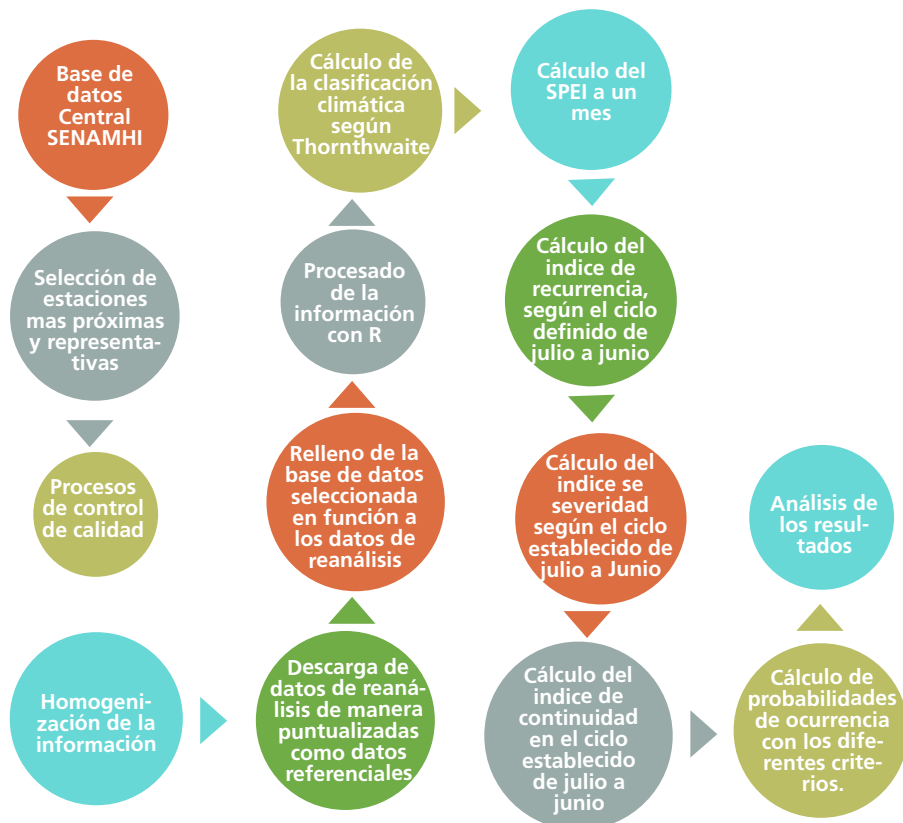 Base de
datos
Central
SENAMHI
Selección de
estaciones
mas próximas
y representa-
tivas
Procesos
de control
de calidad
Homogeni-
zación de la
información
Descarga de
datos de reaná-
lisis de manera
puntualizadas
como datos
referenciales
Relleno de la
base de datos
seleccionada
en función a
los datos de
reanálisis
Procesado
de la
información
con R
Cálculo de
la clasificación
climática
según
Thornthwaite
Cálculo del
SPEI a un
mes
Cálculo del
indice de
recurrencia,
según el ciclo
definido de
julio a junio
Cálculo del
indice se
severidad
según el ciclo
establecido de
julio a Junio
Cálculo del
indice de
continuidad
en el ciclo
establecido
de julio a
junio
Cálculo de
probabilidades
de ocurrencia
con los dife-
rentes crite-
rios.
Análisis de
los resul-
tados